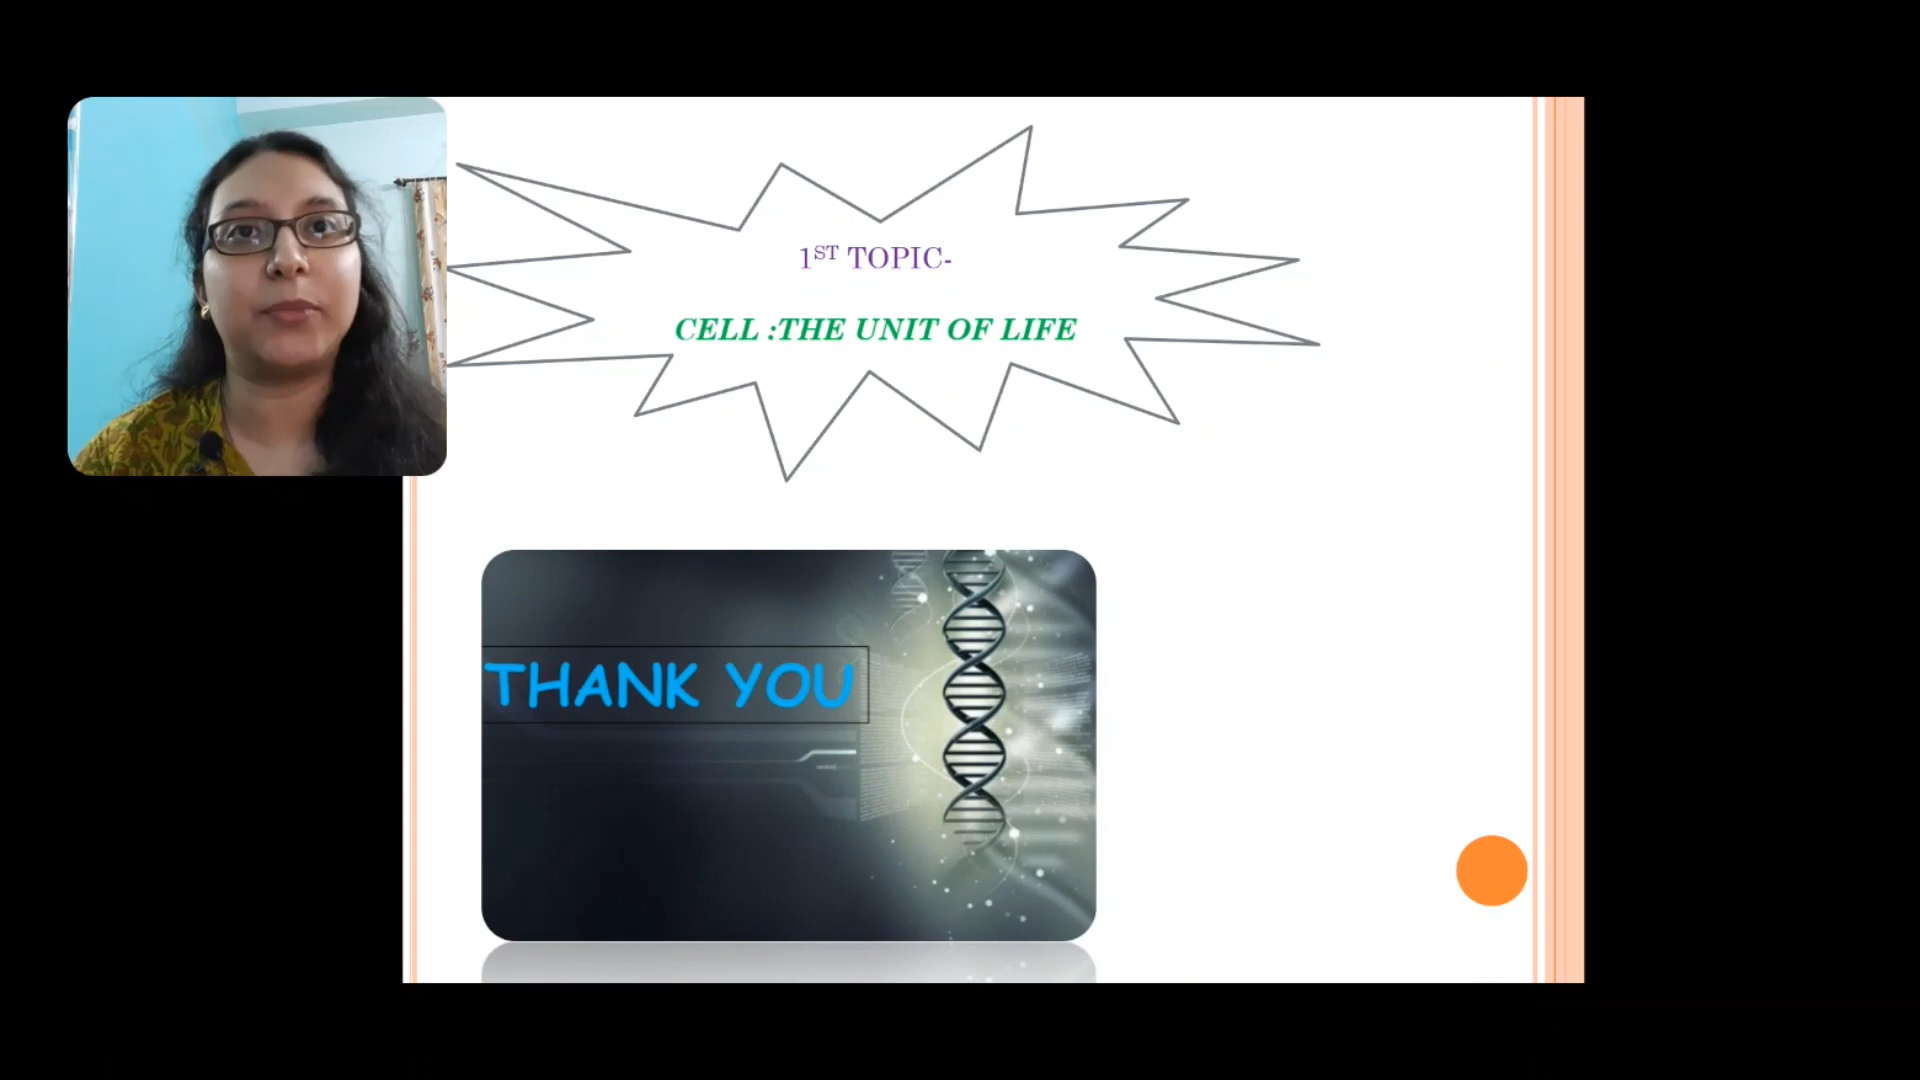 1ST TOPIC-
CELL :THE UNIT OF LIFE
THANK YOU